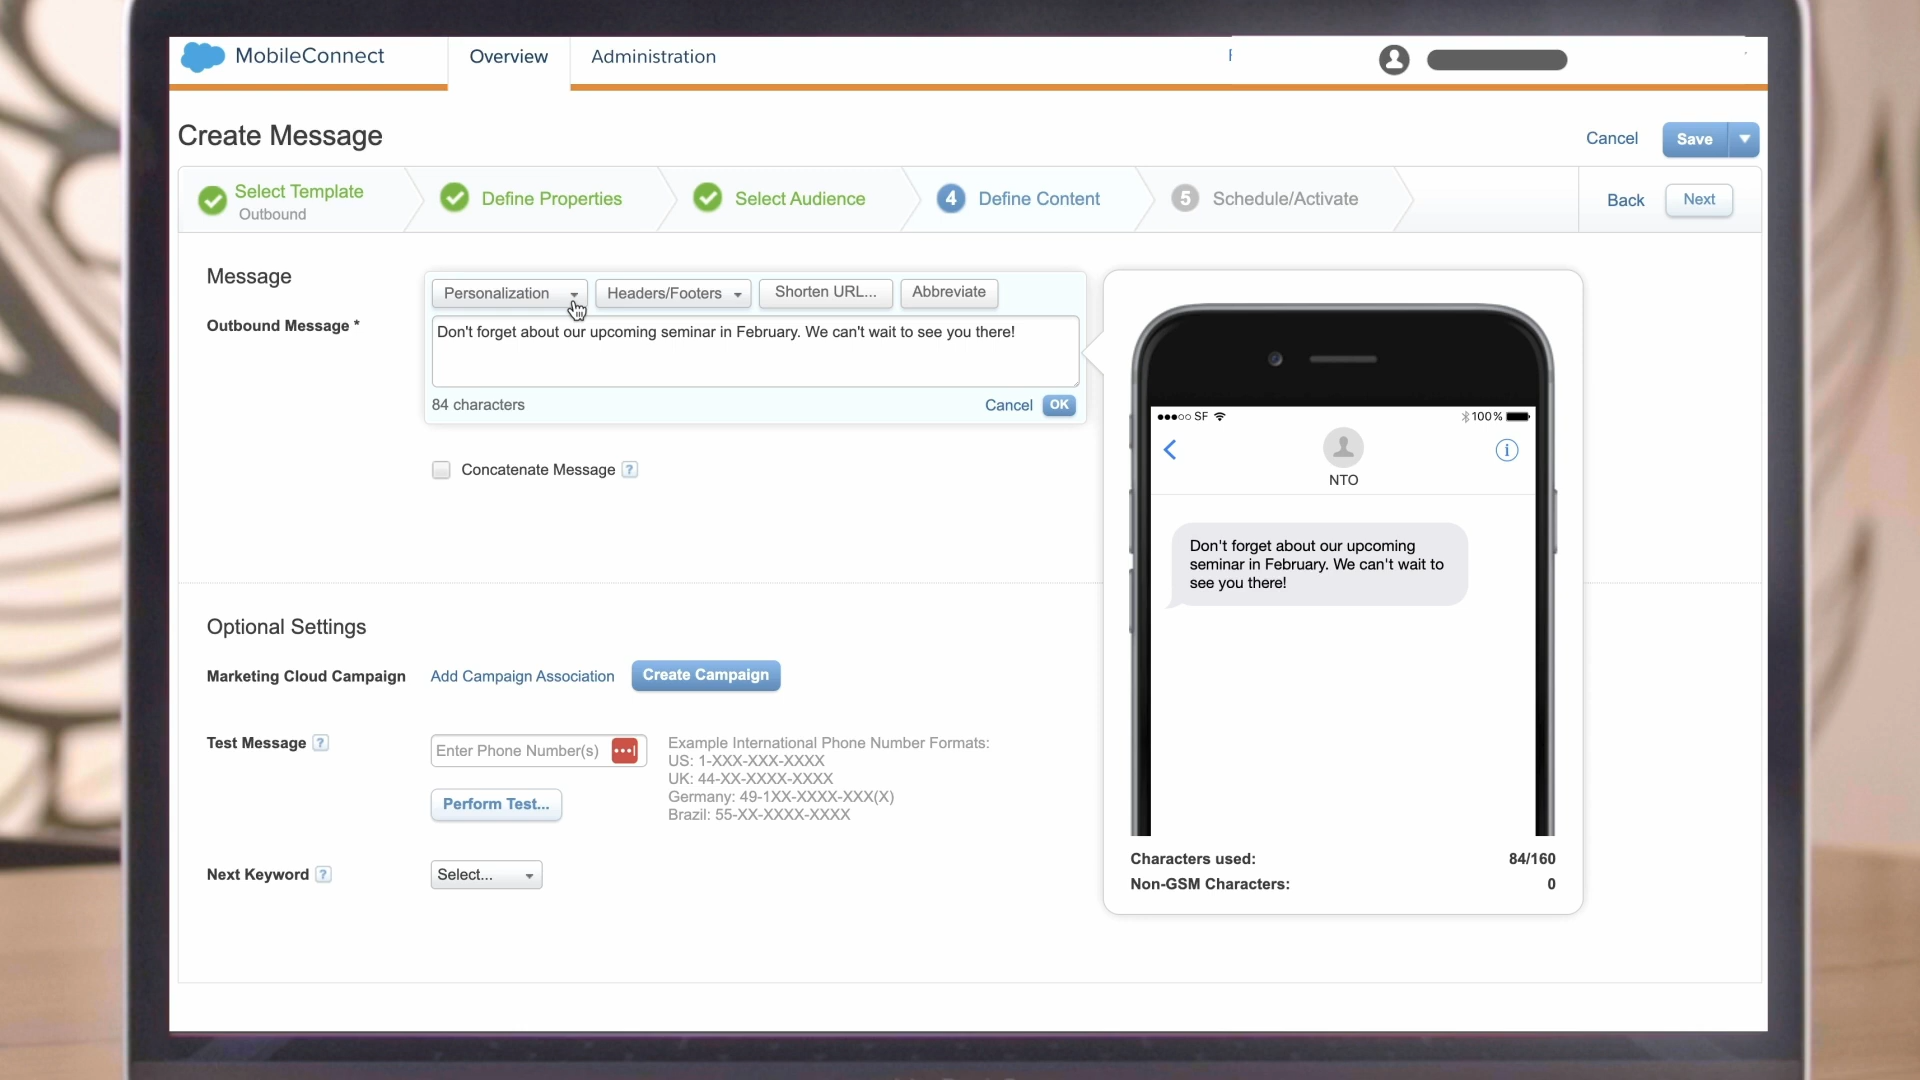 MobileConnect
Overview
Administration
Create Message
Cancel
Save
Select Template
Outbound
Define Properties
Select Audience
4 Define Content
5 Schedule/Activate
Back
Next
Message
Personalization
Headers/Footers
Shorten URL...
Abbreviate
Outbound Message *
Don't forget about our upcoming seminar in February. We can't wait to see you there!
84 characters
Cancel
OK
Concatenate Message ?
SF
100%
NTO
Don't forget about our upcoming
seminar in February. We can't wait to
see you there!
Characters used: 84/160
Non-GSM Characters: 0
Optional Settings
Marketing Cloud Campaign
Add Campaign Association
Create Campaign
Test Message ?
Enter Phone Number(s)
Perform Test...
Example International Phone Number Formats:
US: 1-XXX-XXX-XXXX
UK: 44-XX-XXXX-XXXX
Germany: 49-1XX-XXXX-XXX(X)
Brazil: 55-XX-XXXX-XXXX
Next Keyword ?
Select...